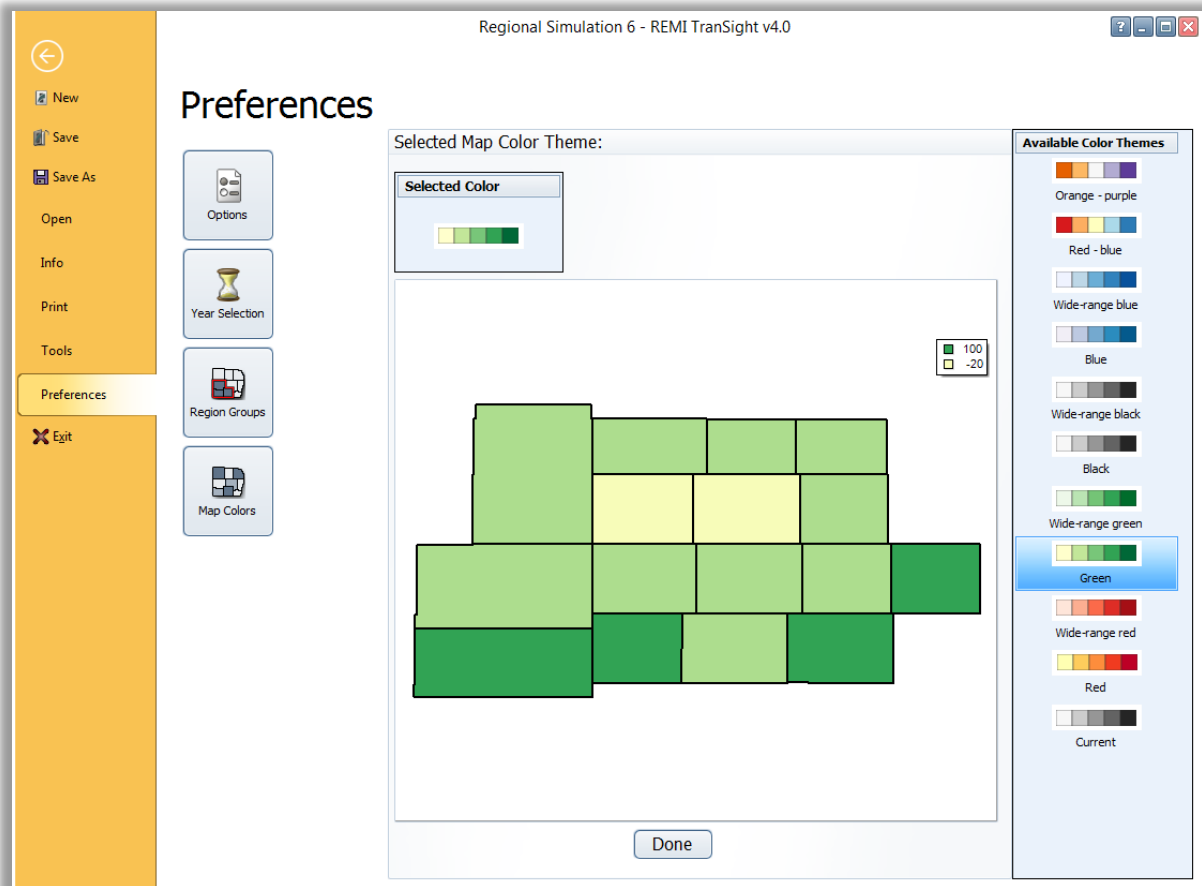 Regional Simulation 6 - REMI TranSight v4.0
New
Save
Save As
Open
Info
Print
Tools
Preferences
Exit
Preferences
Options
Year Selection
Region Groups
Map Colors
Selected Map Color Theme:
Selected Color
100
-20
Done
Available Color Themes
Orange - purple
Red - blue
Wide-range blue
Blue
Wide-range black
Black
Wide-range green
Green
Wide-range red
Red
Current